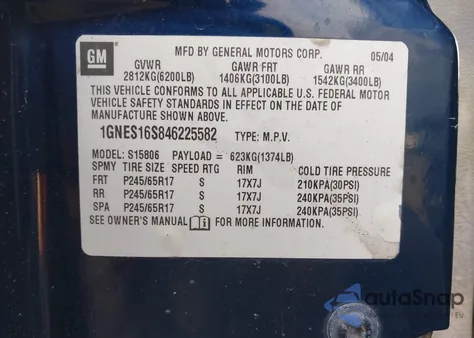 GM
MFD BY GENERAL MOTORS CORP. 05/04
GVWR GAWR FRT GAWR RR
2812KG(6200LB) 1406KG(3100LB) 1542KG(3400LB)
THIS VEHICLE CONFORMS TO ALL APPLICABLE U.S. FEDERAL MOTOR
VEHICLE SAFETY STANDARDS IN EFFECT ON THE DATE OF
MANUFACTURE SHOWN ABOVE.
1GNES16S846225582 TYPE: M.P.V.
MODEL: S15806 PAYLOAD = 623KG(1374LB)
SPMY TIRE SIZE SPEED RTG RIM COLD TIRE PRESSURE
FRT P245/65R17 S 17X7J 210KPA(30PSI)
RR P245/65R17 S 17X7J 240KPA(35PSI)
SPA P245/65R17 S 17X7J 240KPA(35PSI)
SEE OWNER'S MANUAL FOR MORE INFORMATION.
autoSnap